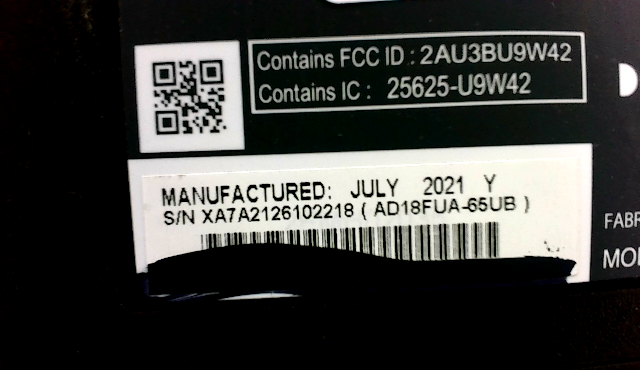 Contains FCC ID : 2AU3BU9W42
Contains IC : 25625-U9W42
MANUFACTURED: JULY 2021 Y
S/N XA7A2126102218 ( AD18FUA-65UB )
FABR
MO